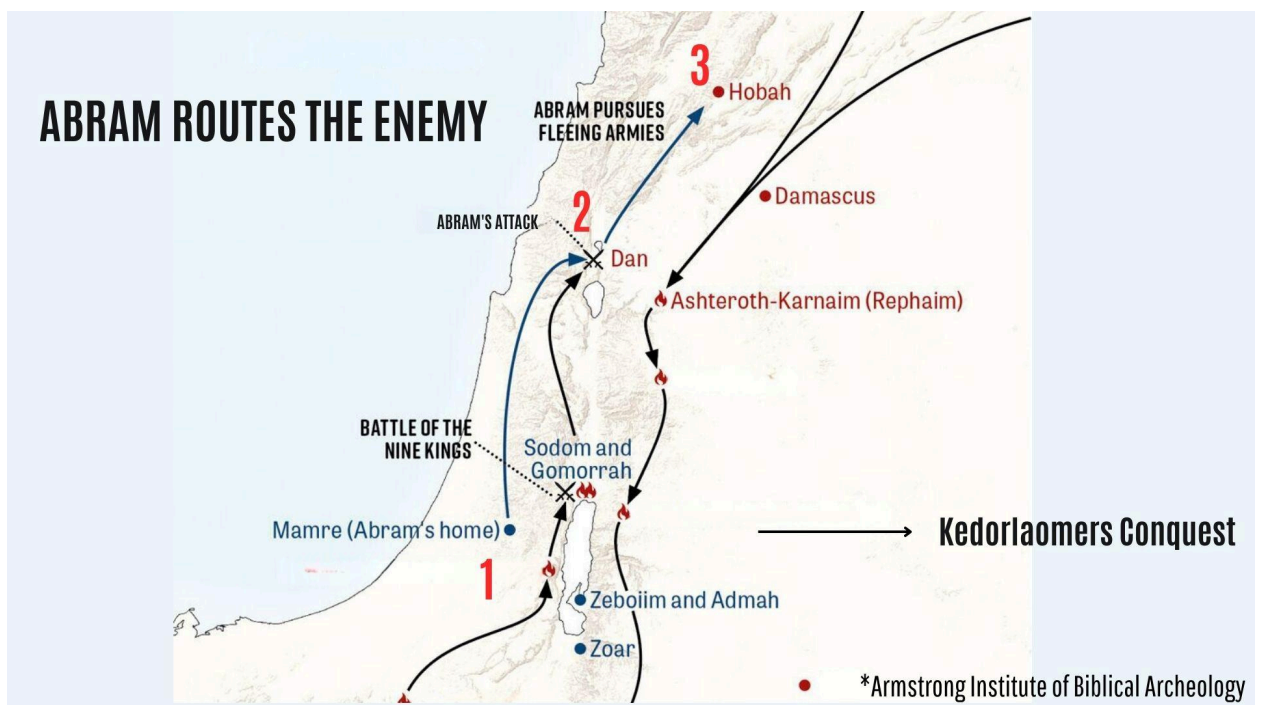 ABRAM ROUTES THE ENEMY
3
Hobah
ABRAM PURSUES
FLEEING ARMIES
Damascus
2
ABRAM'S ATTACK
Dan
Ashteroth-Karnaim (Rephaim)
BATTLE OF THE
NINE KINGS
Sodom and
Gomorrah
Mamre (Abram's home)
Kedorlaomers Conquest
1
Zeboiim and Admah
Zoar
*Armstrong Institute of Biblical Archeology